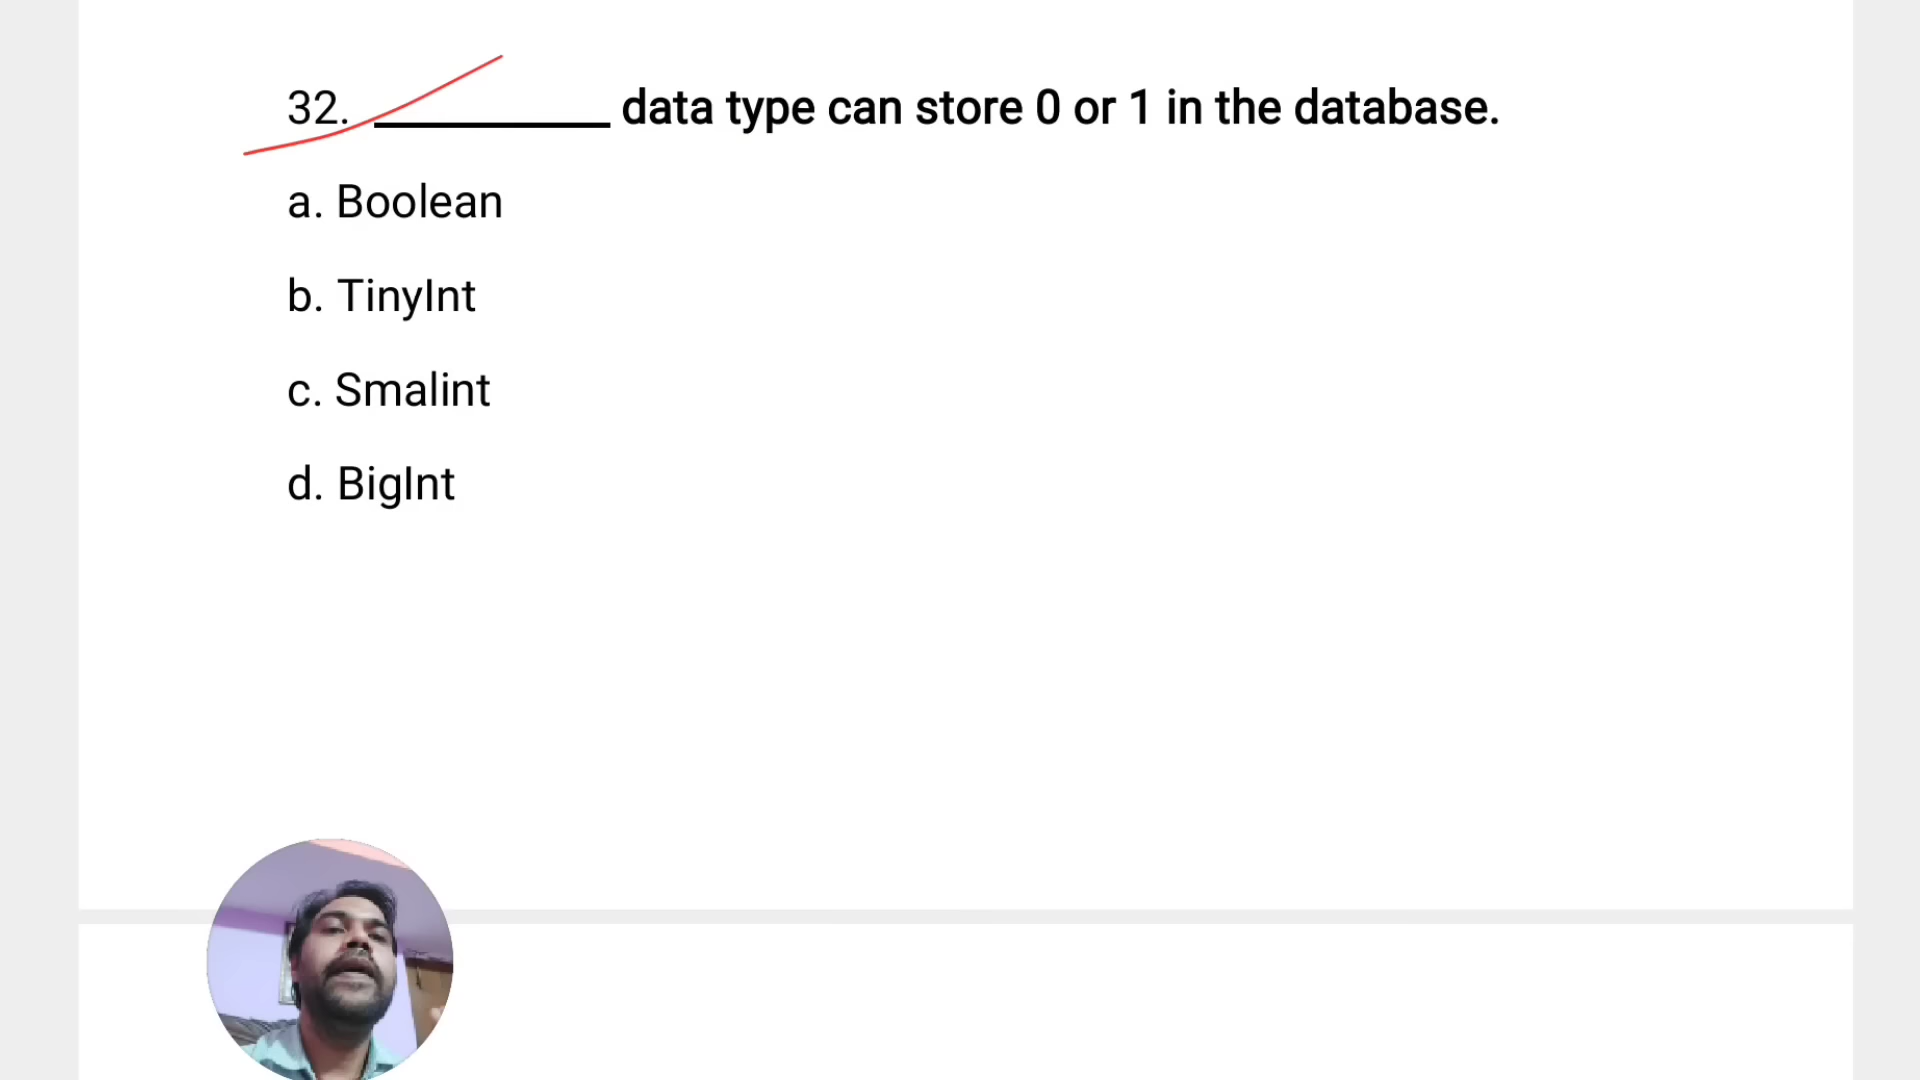 32. __________ data type can store 0 or 1 in the database.
a. Boolean
b. TinyInt
c. Smalint
d. BigInt